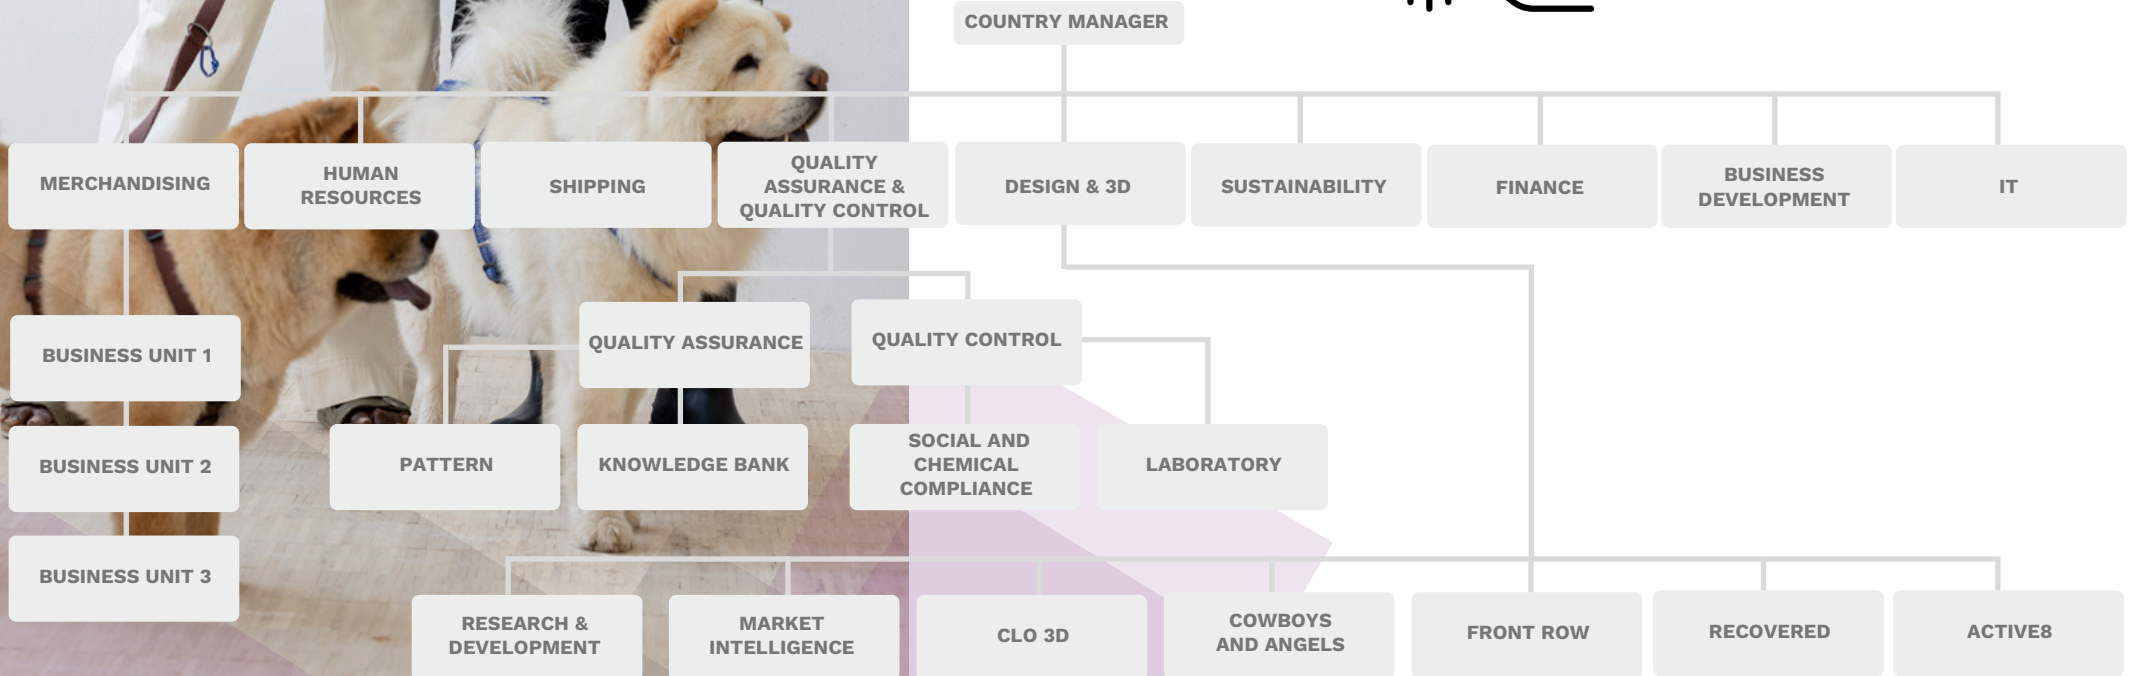 COUNTRY MANAGER
MERCHANDISING
HUMAN
RESOURCES
SHIPPING
QUALITY
ASSURANCE &
QUALITY CONTROL
DESIGN & 3D
SUSTAINABILITY
FINANCE
BUSINESS
DEVELOPMENT
IT
BUSINESS UNIT 1
QUALITY ASSURANCE
QUALITY CONTROL
BUSINESS UNIT 2
PATTERN
KNOWLEDGE BANK
SOCIAL AND
CHEMICAL
COMPLIANCE
LABORATORY
BUSINESS UNIT 3
RESEARCH &
DEVELOPMENT
MARKET
INTELLIGENCE
CLO 3D
COWBOYS
AND ANGELS
FRONT ROW
RECOVERED
ACTIVE8